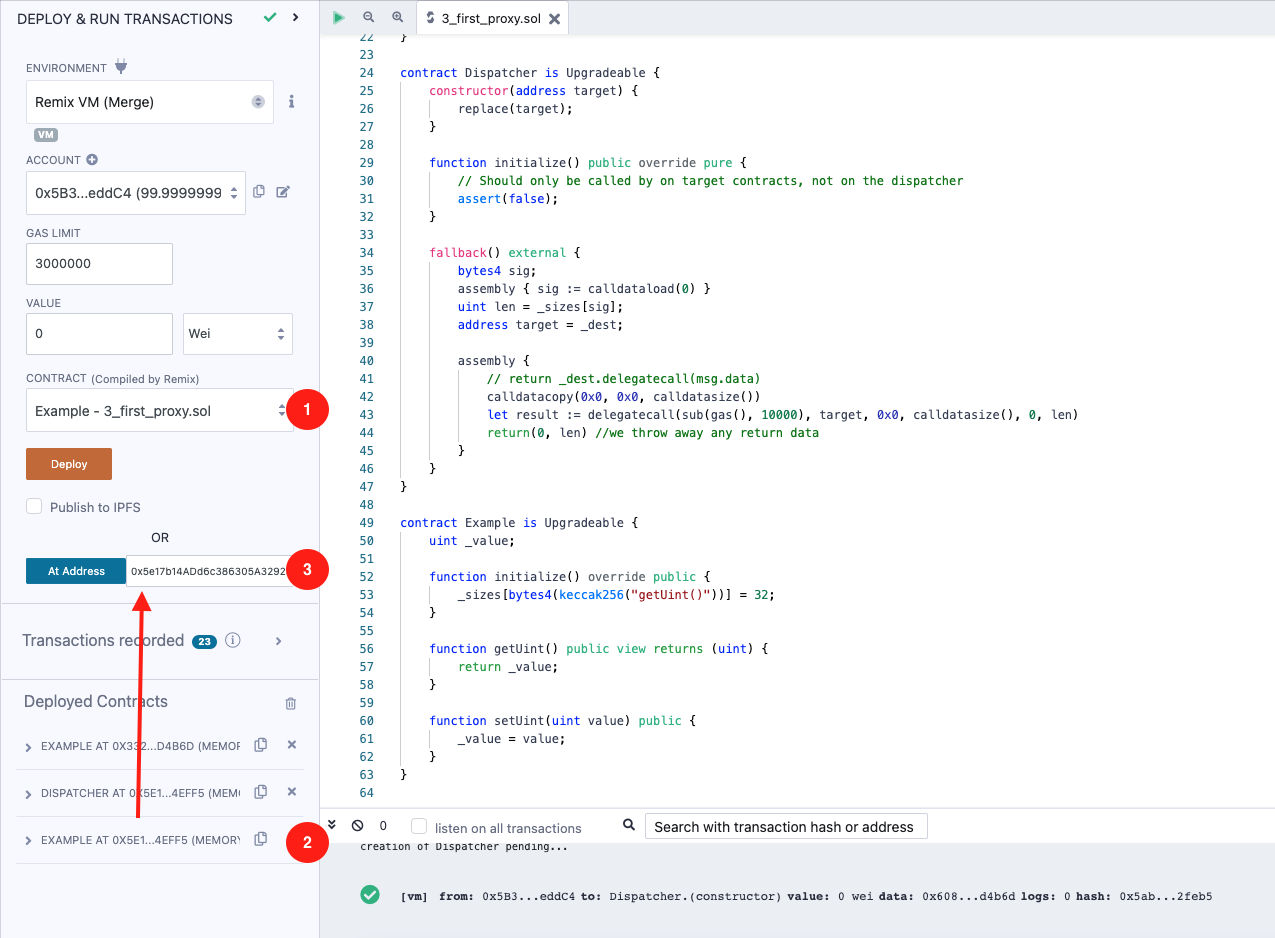 DEPLOY & RUN TRANSACTIONS
ENVIRONMENT
Remix VM (Merge)
VM
ACCOUNT
0x5B3...eddC4 (99.9999999
GAS LIMIT
3000000
VALUE
0
Wei
CONTRACT (Compiled by Remix)
Example - 3_first_proxy.sol
1
Deploy
Publish to IPFS
OR
At Address
0x5e17b14ADd6c386305A3292
3
Transactions recorded 23 i
Deployed Contracts
EXAMPLE AT 0X332...D4B6D (MEMOR
DISPATCHER AT 0X5E1...4EFF5 (MEM
EXAMPLE AT 0X5E1...4EFF5 (MEMORY
2
3_first_proxy.sol
22 }
23
24 contract Dispatcher is Upgradeable {
25 constructor(address target) {
26 replace(target);
27 }
28
29 function initialize() public override pure {
30 // Should only be called by on target contracts, not on the dispatcher
31 assert(false);
32 }
33
34 fallback() external {
35 bytes4 sig;
36 assembly { sig := calldataload(0) }
37 uint len = _sizes[sig];
38 address target = _dest;
39
40 assembly {
41 // return _dest.delegatecall(msg.data)
42 calldatacopy(0x0, 0x0, calldatasize())
43 let result := delegatecall(sub(gas(), 10000), target, 0x0, calldatasize(), 0, len)
44 return(0, len) //we throw away any return data
45 }
46 }
47 }
48
49 contract Example is Upgradeable {
50 uint _value;
51
52 function initialize() override public {
53 _sizes[bytes4(keccak256("getUint()"))] = 32;
54 }
55
56 function getUint() public view returns (uint) {
57 return _value;
58 }
59
60 function setUint(uint value) public {
61 _value = value;
62 }
63 }
64
0
listen on all transactions
Search with transaction hash or address
creation of Dispatcher pending...
[vm] from: 0x5B3...eddC4 to: Dispatcher.(constructor) value: 0 wei data: 0x608...d4b6d logs: 0 hash: 0x5ab...2feb5